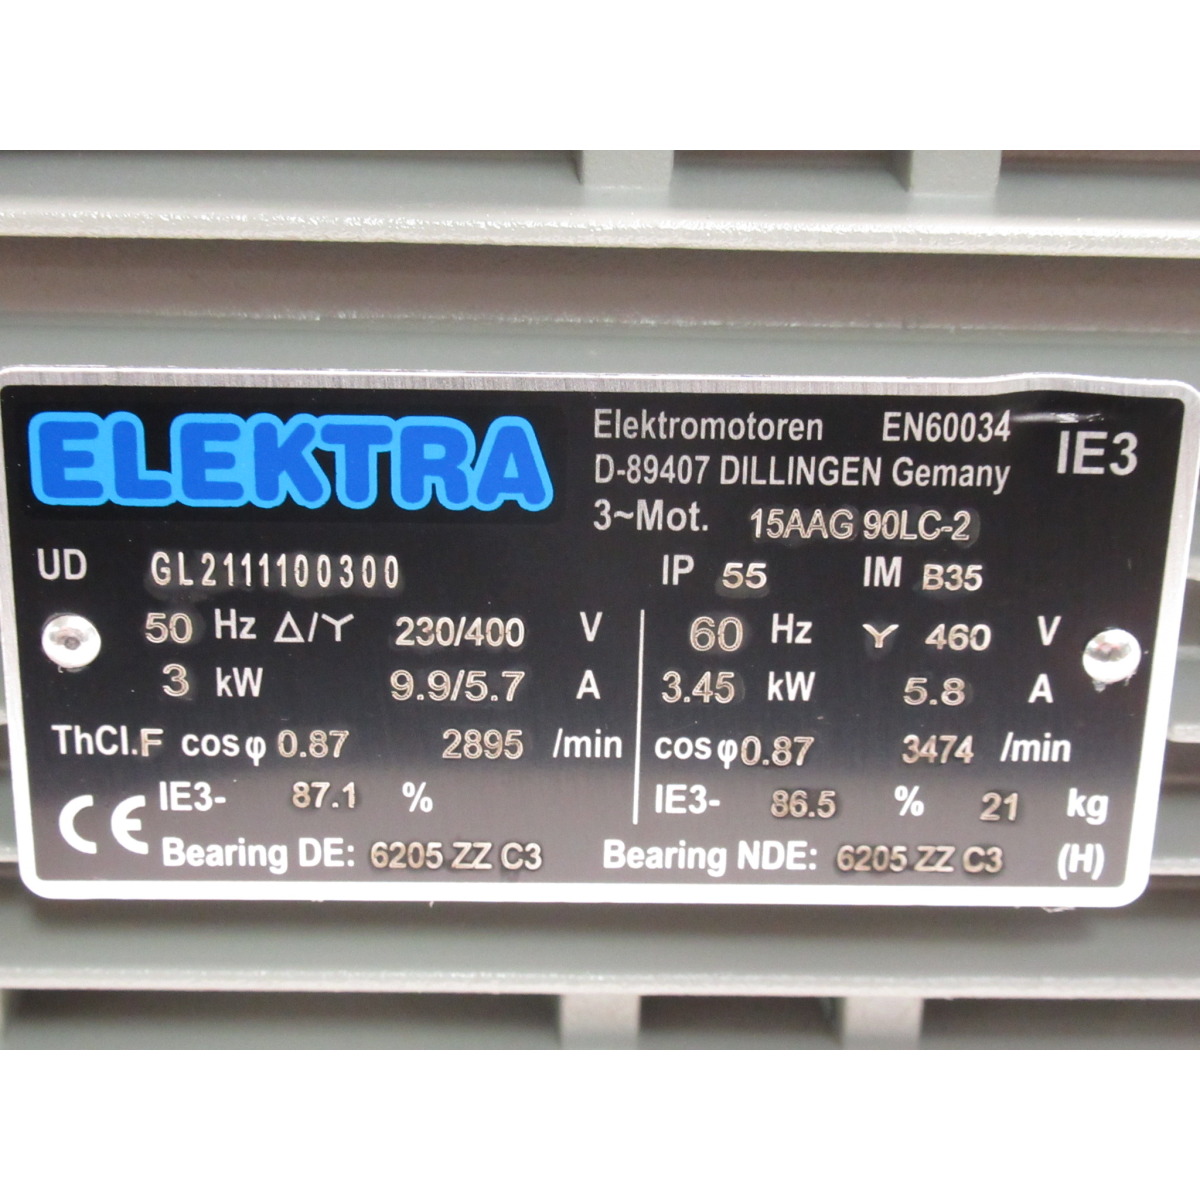 ELEKTRA
Elektromotoren EN60034
D-89407 DILLINGEN Gemany
IE3
3~Mot. 15AAG 90LC-2
UD GL2111100300 IP 55 IM B35
50 Hz Δ/Y 230/400 V 60 Hz Y 460 V
3 kW 9.9/5.7 A 3.45 kW 5.8 A
ThCl.F cosφ 0.87 2895 /min cosφ 0.87 3474 /min
CE IE3- 87.1 % IE3- 86.5 % 21 kg
Bearing DE: 6205 ZZ C3 Bearing NDE: 6205 ZZ C3 (H)